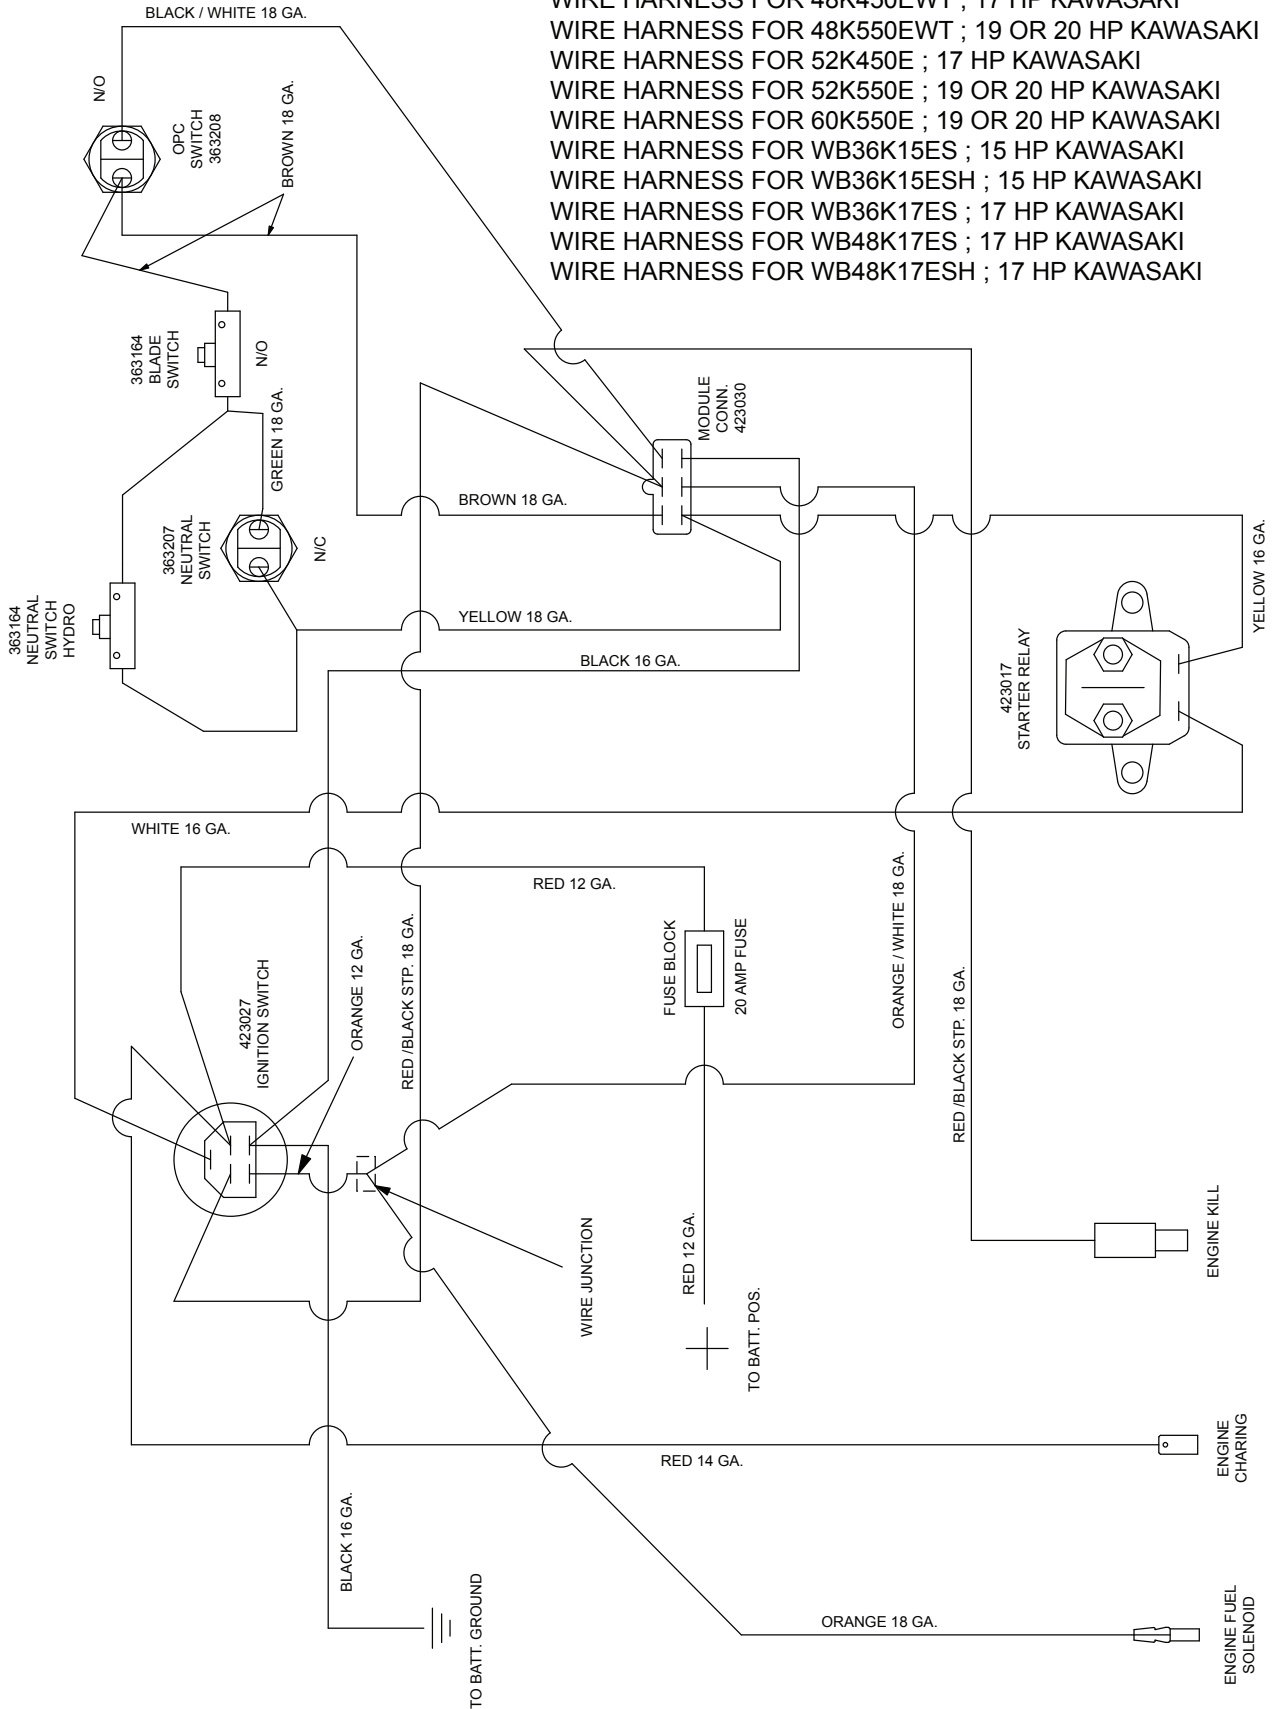 WIRE HARNESS FOR 48K450EWT ; 17 HP KAWASAKI
WIRE HARNESS FOR 48K550EWT ; 19 OR 20 HP KAWASAKI
WIRE HARNESS FOR 52K450E ; 17 HP KAWASAKI
WIRE HARNESS FOR 52K550E ; 19 OR 20 HP KAWASAKI
WIRE HARNESS FOR 60K550E ; 19 OR 20 HP KAWASAKI
WIRE HARNESS FOR WB36K15ES ; 15 HP KAWASAKI
WIRE HARNESS FOR WB36K15ESH ; 15 HP KAWASAKI
WIRE HARNESS FOR WB36K17ES ; 17 HP KAWASAKI
WIRE HARNESS FOR WB48K17ES ; 17 HP KAWASAKI
WIRE HARNESS FOR WB48K17ESH ; 17 HP KAWASAKI
BLACK / WHITE 18 GA.
N/O
OPC
SWITCH
363208
BROWN 18 GA.
363164
BLADE
SWITCH
N/O
GREEN 18 GA.
MODULE
CONN.
423030
BROWN 18 GA.
363207
NEUTRAL
SWITCH
N/C
363164
NEUTRAL
SWITCH
HYDRO
YELLOW 18 GA.
BLACK 16 GA.
YELLOW 16 GA.
423017
STARTER RELAY
WHITE 16 GA.
RED 12 GA.
423027
IGNITION SWITCH
ORANGE 12 GA.
RED /BLACK STP. 18 GA.
FUSE BLOCK
20 AMP FUSE
ORANGE / WHITE 18 GA.
RED /BLACK STP. 18 GA.
WIRE JUNCTION
RED 12 GA.
TO BATT. POS.
ENGINE KILL
RED 14 GA.
ENGINE
CHARING
BLACK 16 GA.
TO BATT. GROUND
ORANGE 18 GA.
ENGINE FUEL
SOLENOID